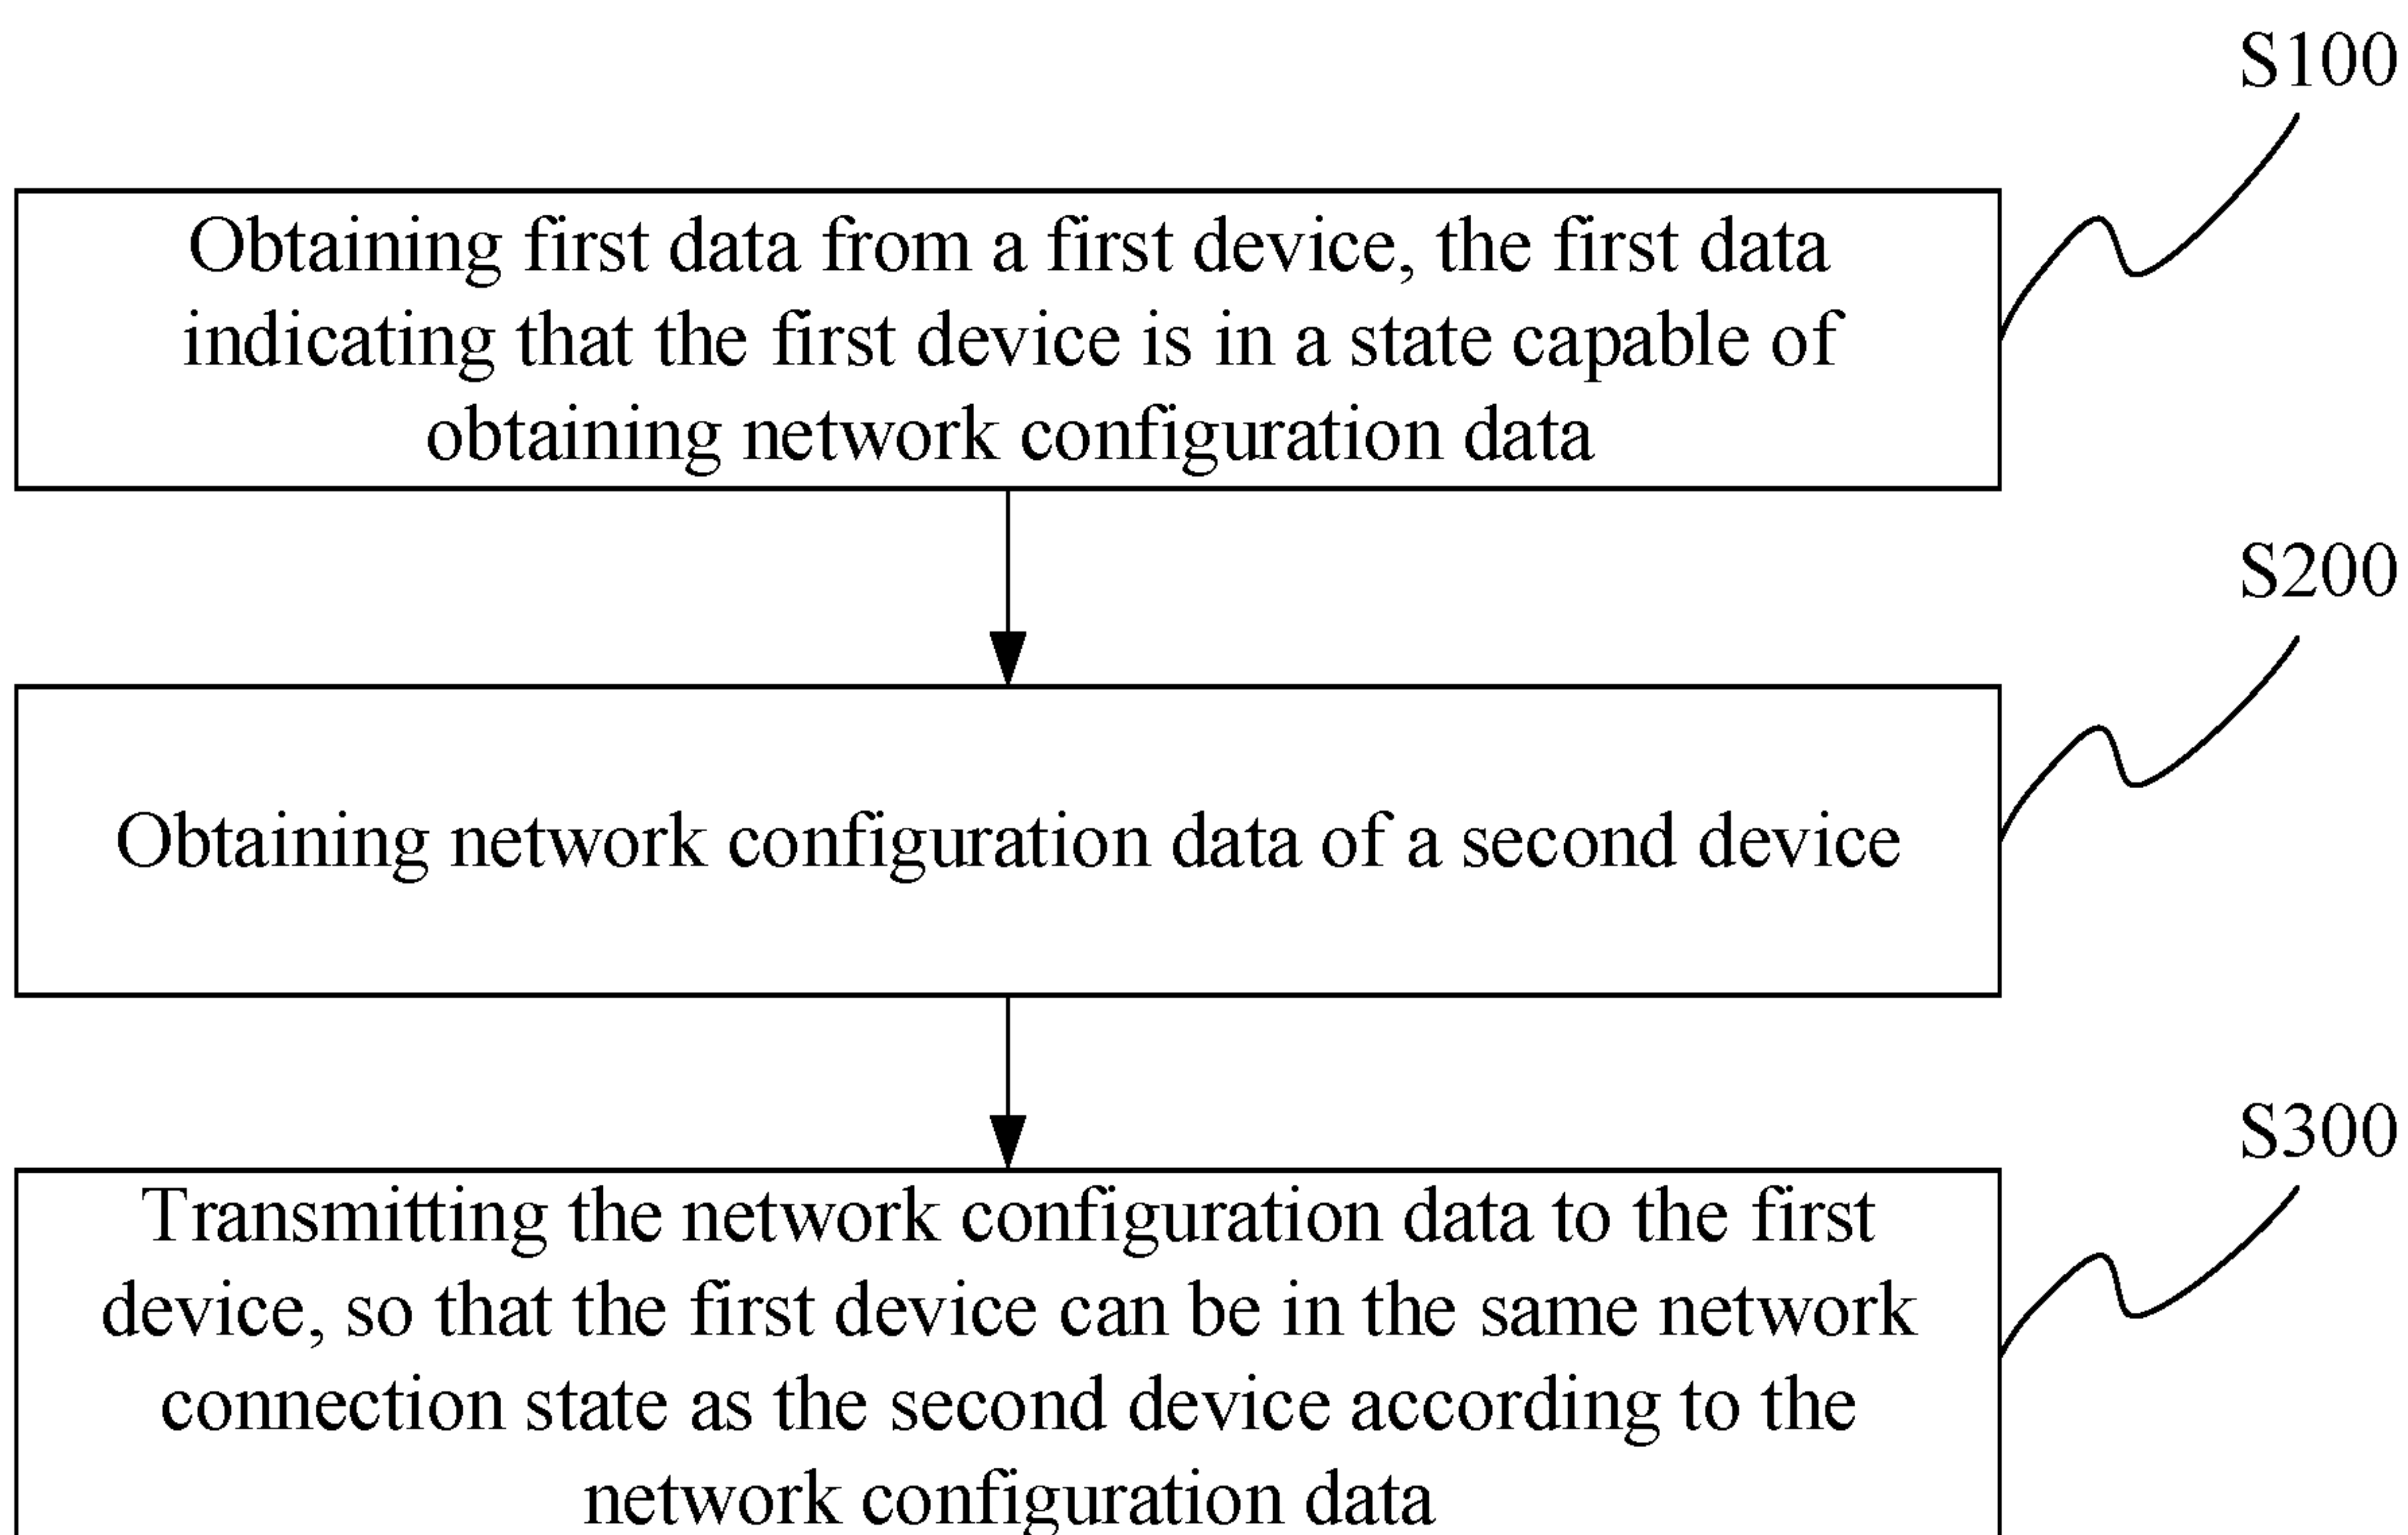 S100
Obtaining first data from a first device, the first data
indicating that the first device is in a state capable of
obtaining network configuration data
S200
Obtaining network configuration data of a second device
S300
Transmitting the network configuration data to the first
device, so that the first device can be in the same network
connection state as the second device according to the
network configuration data